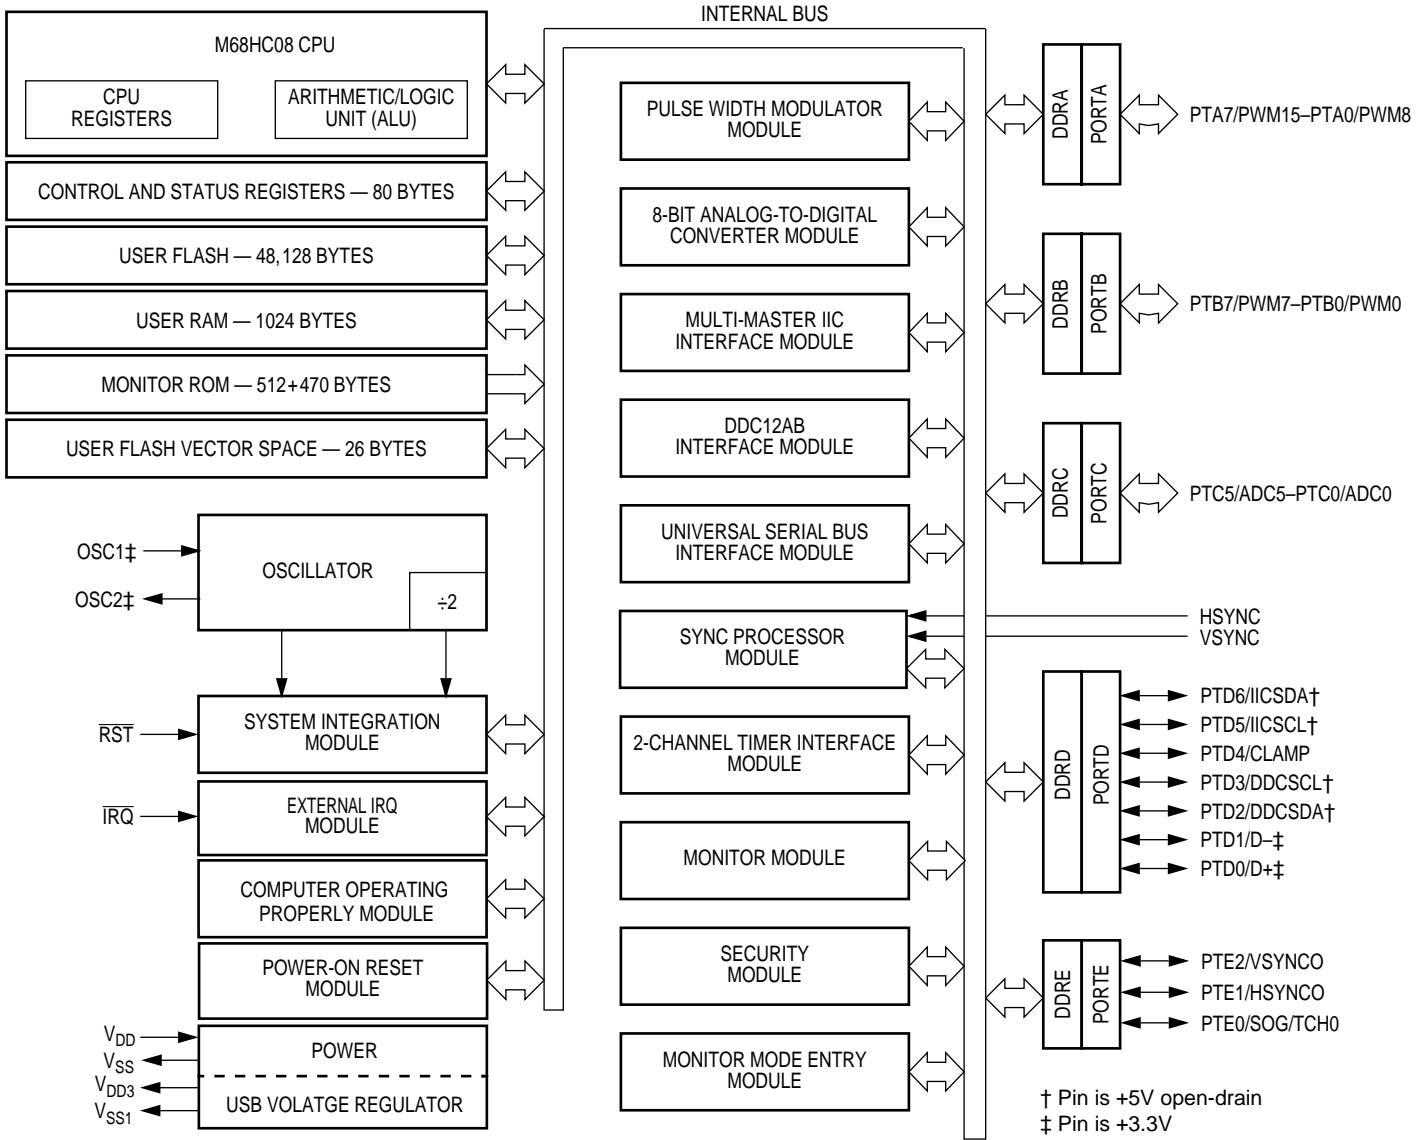 INTERNAL BUS
M68HC08 CPU
CPU
REGISTERS
ARITHMETIC/LOGIC
UNIT (ALU)
CONTROL AND STATUS REGISTERS — 80 BYTES
USER FLASH — 48,128 BYTES
USER RAM — 1024 BYTES
MONITOR ROM — 512+470 BYTES
USER FLASH VECTOR SPACE — 26 BYTES
OSC1‡
OSC2‡
OSCILLATOR
÷2
RST
SYSTEM INTEGRATION
MODULE
IRQ
EXTERNAL IRQ
MODULE
COMPUTER OPERATING
PROPERLY MODULE
POWER-ON RESET
MODULE
VDD
VSS
VDD3
VSS1
POWER
USB VOLATGE REGULATOR
PULSE WIDTH MODULATOR
MODULE
8-BIT ANALOG-TO-DIGITAL
CONVERTER MODULE
MULTI-MASTER IIC
INTERFACE MODULE
DDC12AB
INTERFACE MODULE
UNIVERSAL SERIAL BUS
INTERFACE MODULE
SYNC PROCESSOR
MODULE
2-CHANNEL TIMER INTERFACE
MODULE
MONITOR MODULE
SECURITY
MODULE
MONITOR MODE ENTRY
MODULE
DDRA
PORTA
PTA7/PWM15–PTA0/PWM8
DDRB
PORTB
PTB7/PWM7–PTB0/PWM0
DDRC
PORTC
PTC5/ADC5–PTC0/ADC0
HSYNC
VSYNC
DDRD
PORTD
PTD6/IICSDA†
PTD5/IICSCL†
PTD4/CLAMP
PTD3/DDCSCL†
PTD2/DDCSDA†
PTD1/D–‡
PTD0/D+‡
DDRE
PORTE
PTE2/VSYNCO
PTE1/HSYNCO
PTE0/SOG/TCH0
† Pin is +5V open-drain
‡ Pin is +3.3V